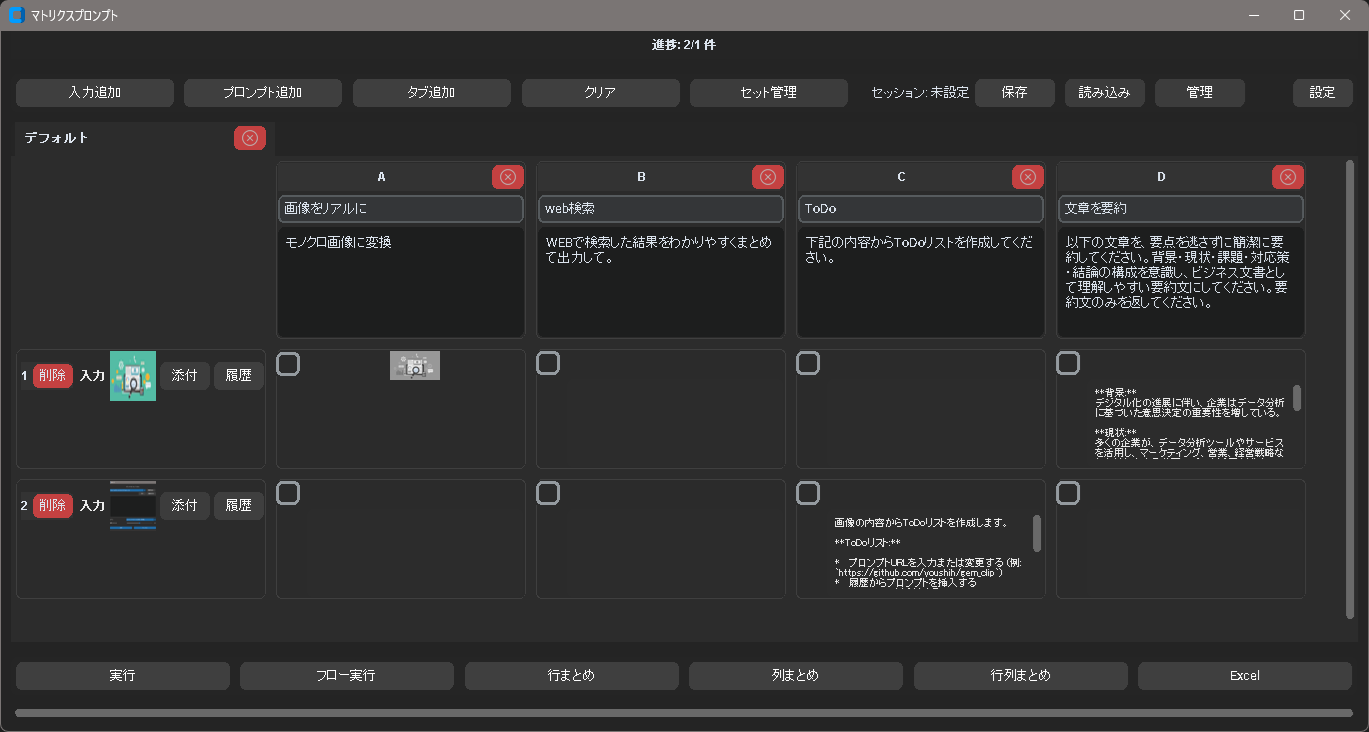 マトリクスプロンプト
進捗: 2/1 件
入力追加 プロンプト追加 タブ追加 クリア セット管理 セッション: 未設定 保存 読み込み 管理 設定
デフォルト
A B C D
画像をリアルに web検索 ToDo 文章を要約
モノクロ画像に変換
WEBで検索した結果をわかりやすくまとめ
て出力して。
下記の内容からToDoリストを作成してくだ
さい。
以下の文章を、要点を逃さずに簡潔に要
約してください。背景・現状・課題・対応策
・結論の構成を意識し、ビジネス文書とし
て理解しやすい要約文にしてください。要
約文のみを返してください。
1 削除 入力 添付 履歴
**背景:**
デジタル化の進展に伴い、企業はデータ分析
に基づいた意思決定の重要性を増している。
**現状:**
多くの企業が、データ分析ツールやサービス
を活用し、マーケティング、営業、経営戦略な
2 削除 入力 添付 履歴
画像の内容からToDoリストを作成します。
**ToDoリスト:**
* プロンプトURLを入力または変更する (例:
`https://github.com/youshih/gem_clip`)
* 履歴からプロンプトを挿入する
実行 フロー実行 行まとめ 列まとめ 行列まとめ Excel